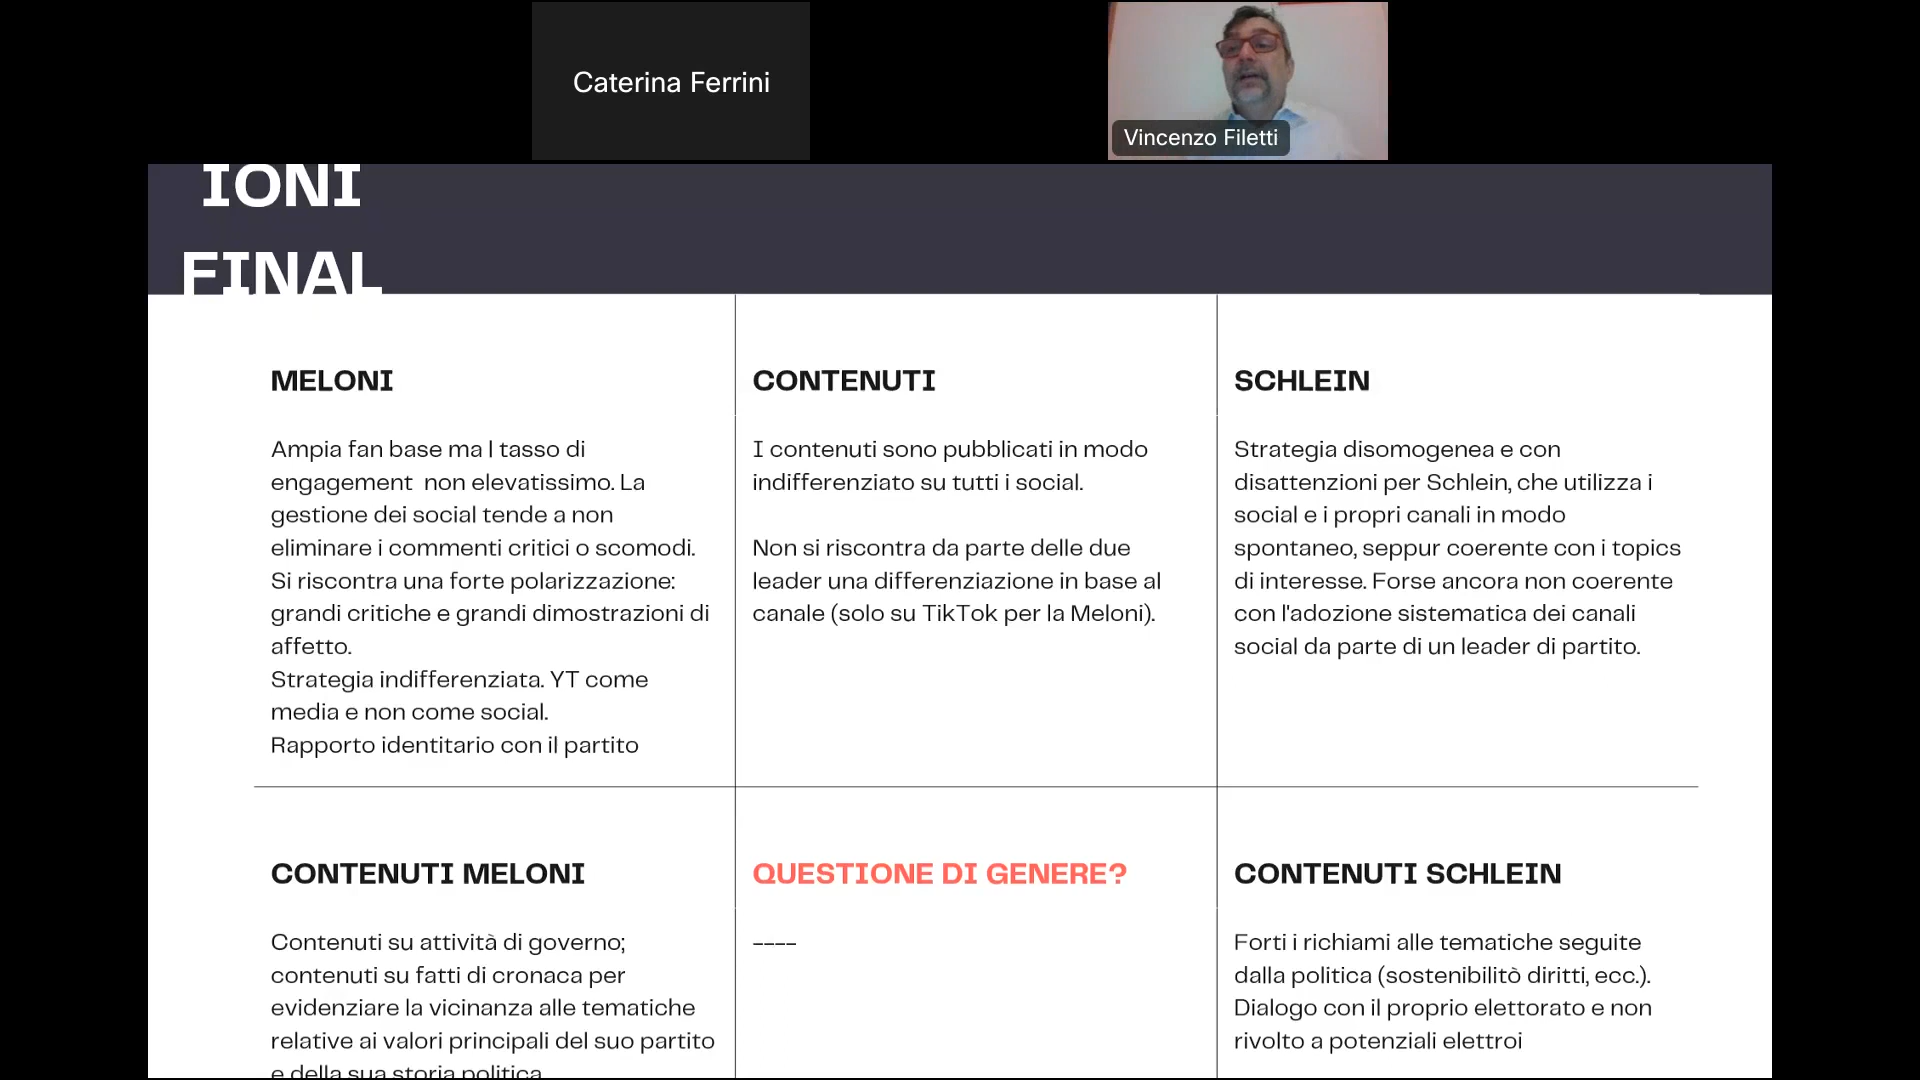 Caterina Ferrini
Vincenzo Filetti
IONI
FINAL
MELONI
Ampia fan base ma l tasso di
engagement  non elevatissimo. La
gestione dei social tende a non
eliminare i commenti critici o scomodi.
Si riscontra una forte polarizzazione:
grandi critiche e grandi dimostrazioni di
affetto.
Strategia indifferenziata. YT come
media e non come social.
Rapporto identitario con il partito
CONTENUTI
I contenuti sono pubblicati in modo
indifferenziato su tutti i social.
Non si riscontra da parte delle due
leader una differenziazione in base al
canale (solo su TikTok per la Meloni).
SCHLEIN
Strategia disomogenea e con
disattenzioni per Schlein, che utilizza i
social e i propri canali in modo
spontaneo, seppur coerente con i topics
di interesse. Forse ancora non coerente
con l'adozione sistematica dei canali
social da parte di un leader di partito.
CONTENUTI MELONI
Contenuti su attività di governo;
contenuti su fatti di cronaca per
evidenziare la vicinanza alle tematiche
relative ai valori principali del suo partito
e della sua storia politica
QUESTIONE DI GENERE?
----
CONTENUTI SCHLEIN
Forti i richiami alle tematiche seguite
dalla politica (sostenibilitò diritti, ecc.).
Dialogo con il proprio elettorato e non
rivolto a potenziali elettroi